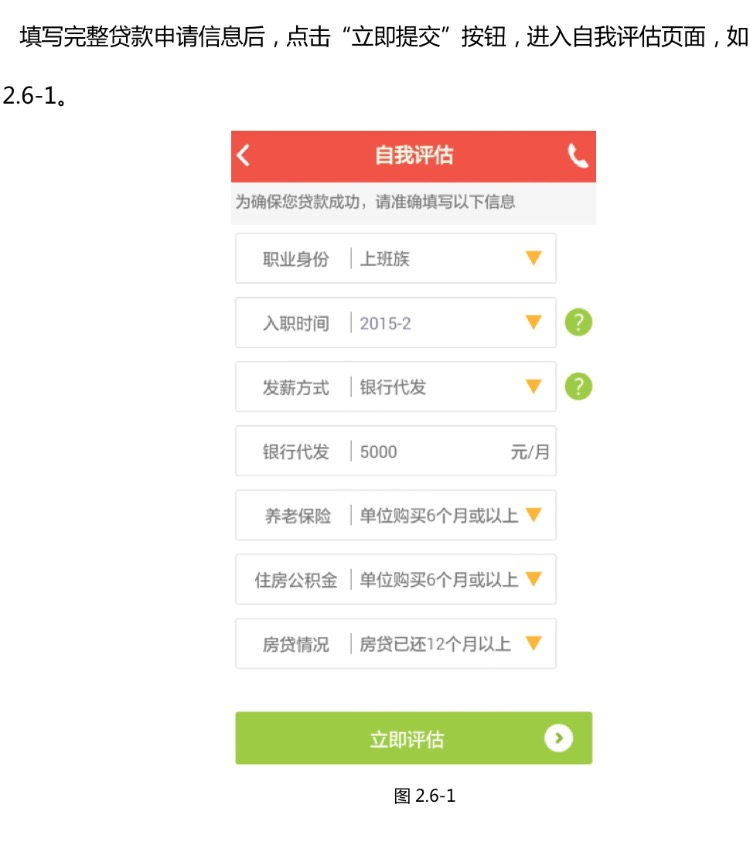 填写完整贷款申请信息后，点击“立即提交”按钮，进入自我评估页面，如
2.6-1。
自我评估
为确保您贷款成功，请准确填写以下信息
职业身份 上班族
入职时间 2015-2 ?
发薪方式 银行代发 ?
银行代发 5000 元/月
养老保险 单位购买6个月或以上
住房公积金 单位购买6个月或以上
房贷情况 房贷已还12个月以上
立即评估
图 2.6-1